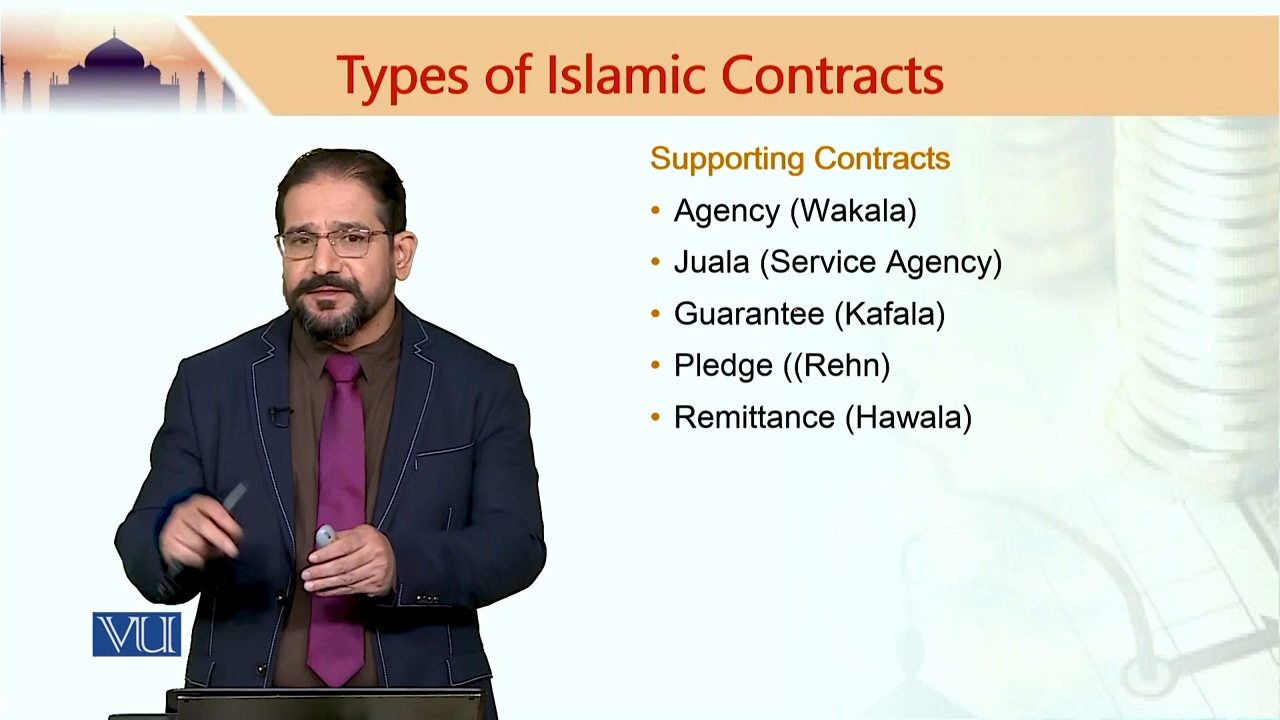 Types of Islamic Contracts
Supporting Contracts
• Agency (Wakala)
• Juala (Service Agency)
• Guarantee (Kafala)
• Pledge ((Rehn)
• Remittance (Hawala)
VU